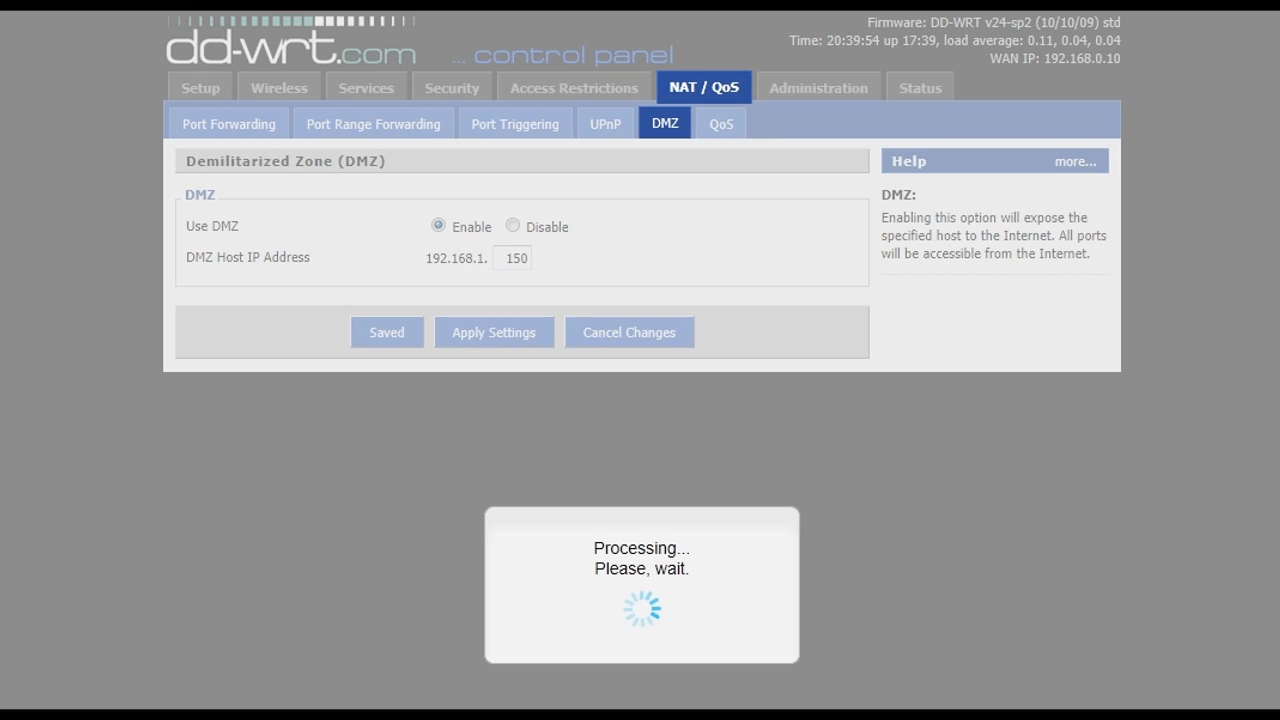 Firmware: DD-WRT v24-sp2 (10/10/09) std
Time: 20:39:54 up 17:39, load average: 0.11, 0.04, 0.04
WAN IP: 192.168.0.10
dd-wrt.com ... control panel
Setup Wireless Services Security Access Restrictions NAT / QoS Administration Status
Port Forwarding Port Range Forwarding Port Triggering UPnP DMZ QoS
Demilitarized Zone (DMZ)
DMZ
Use DMZ Enable Disable
DMZ Host IP Address 192.168.1. 150
Saved Apply Settings Cancel Changes
Help more...
DMZ:
Enabling this option will expose the
specified host to the Internet. All ports
will be accessible from the Internet.
Processing...
Please, wait.